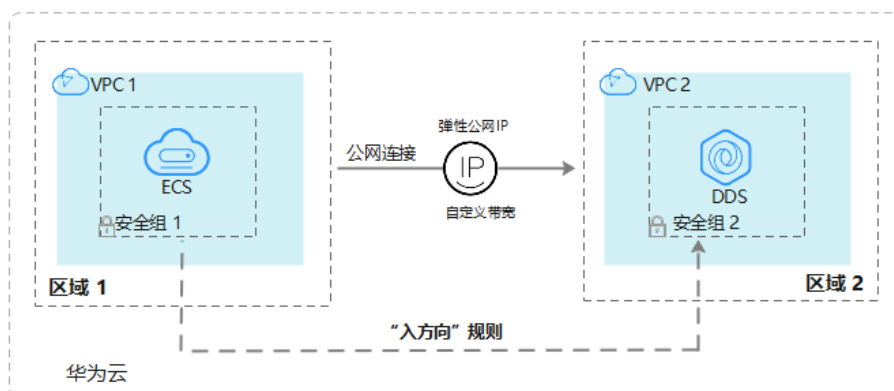 VPC 1
ECS
安全组 1
区域 1
弹性公网IP
公网连接
IP
自定义带宽
VPC 2
DDS
安全组 2
区域 2
“入方向”规则
华为云